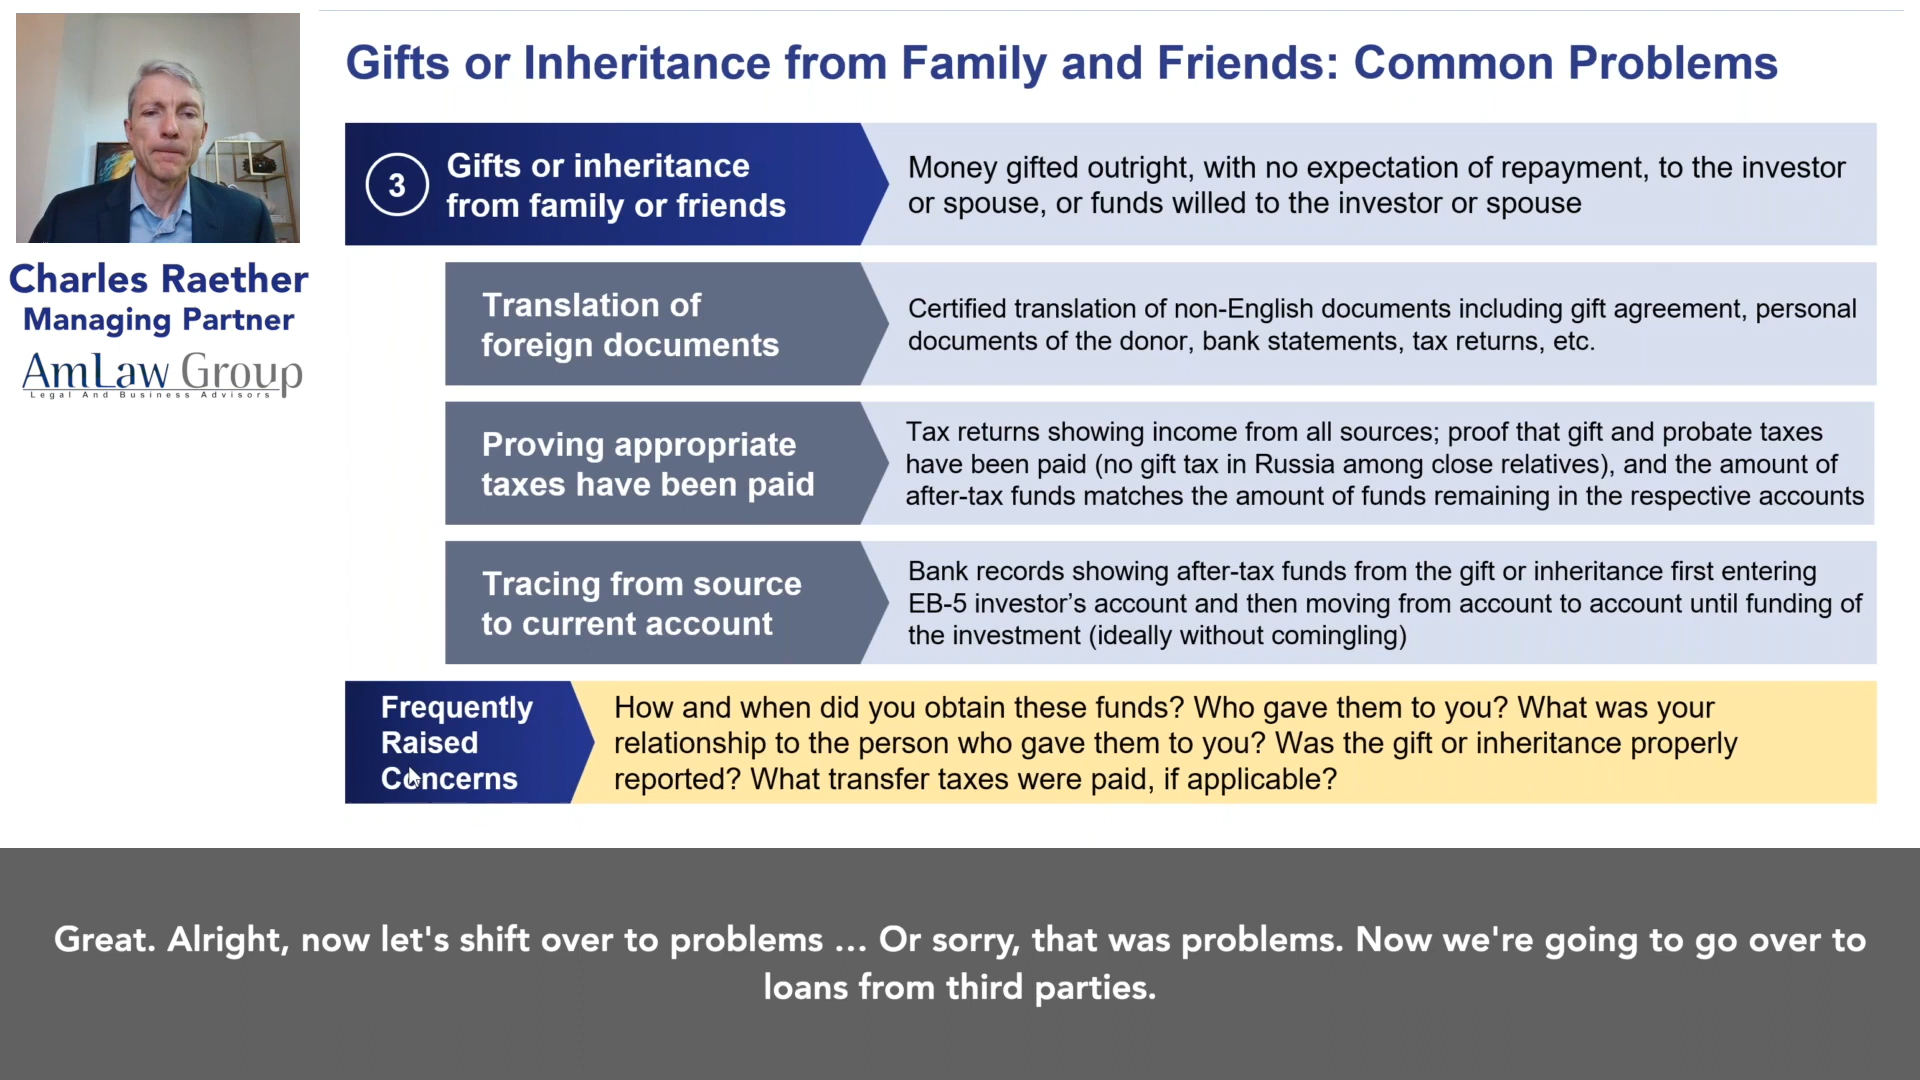 Gifts or Inheritance from Family and Friends: Common Problems
Charles Raether
Managing Partner
AmLaw Group
Legal And Business Advisors
3
Gifts or inheritance
from family or friends
Money gifted outright, with no expectation of repayment, to the investor
or spouse, or funds willed to the investor or spouse
Translation of
foreign documents
Certified translation of non-English documents including gift agreement, personal
documents of the donor, bank statements, tax returns, etc.
Proving appropriate
taxes have been paid
Tax returns showing income from all sources; proof that gift and probate taxes
have been paid (no gift tax in Russia among close relatives), and the amount of
after-tax funds matches the amount of funds remaining in the respective accounts
Tracing from source
to current account
Bank records showing after-tax funds from the gift or inheritance first entering
EB-5 investor’s account and then moving from account to account until funding of
the investment (ideally without comingling)
Frequently
Raised
Concerns
How and when did you obtain these funds? Who gave them to you? What was your
relationship to the person who gave them to you? Was the gift or inheritance properly
reported? What transfer taxes were paid, if applicable?
Great. Alright, now let's shift over to problems ... Or sorry, that was problems. Now we're going to go over to
loans from third parties.